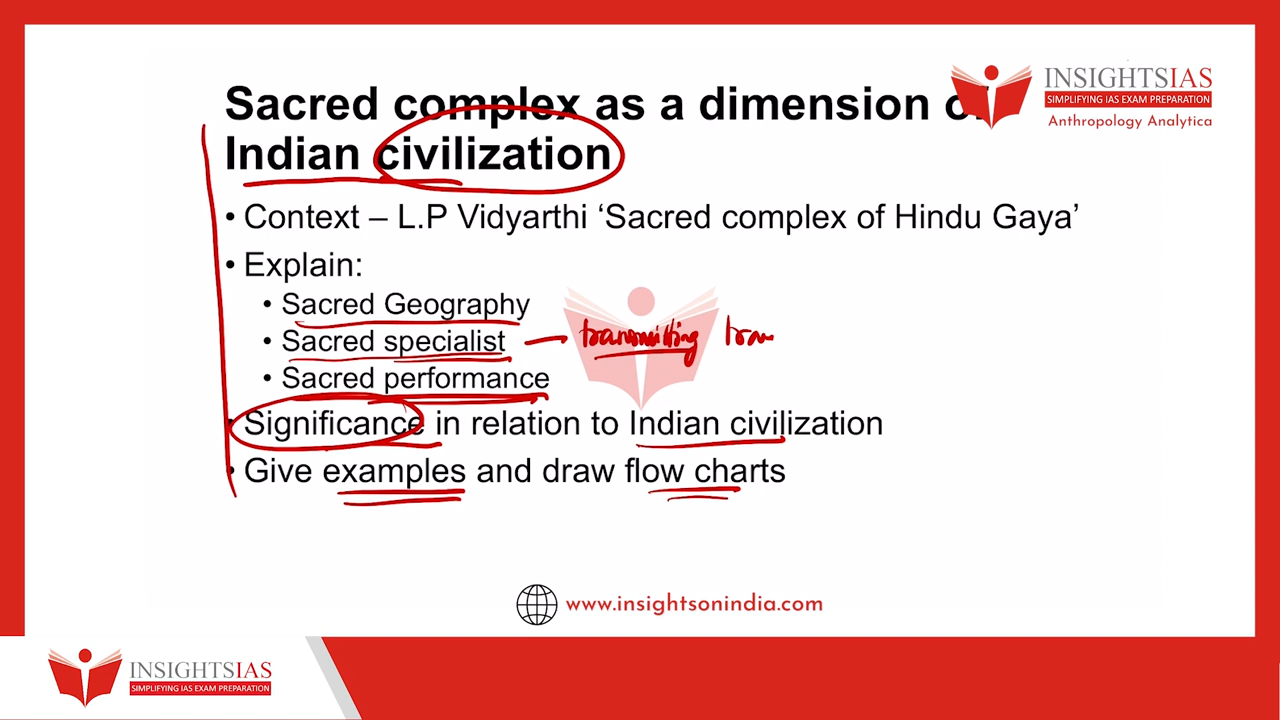 Sacred complex as a dimension of
Indian civilization
INSIGHTSIAS
SIMPLIFYING IAS EXAM PREPARATION
Anthropology Analytica
• Context – L.P Vidyarthi ‘Sacred complex of Hindu Gaya’
• Explain:
• Sacred Geography
• Sacred specialist – transmitting tra
• Sacred performance
• Significance in relation to Indian civilization
• Give examples and draw flow charts
www.insightsonindia.com
INSIGHTSIAS
SIMPLIFYING IAS EXAM PREPARATION